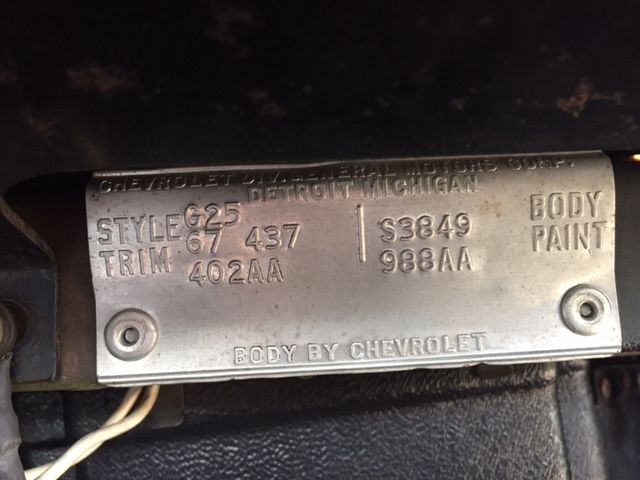 CHEVROLET DIV. GENERAL MOTORS CORP.
DETROIT MICHIGAN
G25
STYLE 67 437 | S3849 BODY
TRIM 402AA 988AA PAINT
BODY BY CHEVROLET